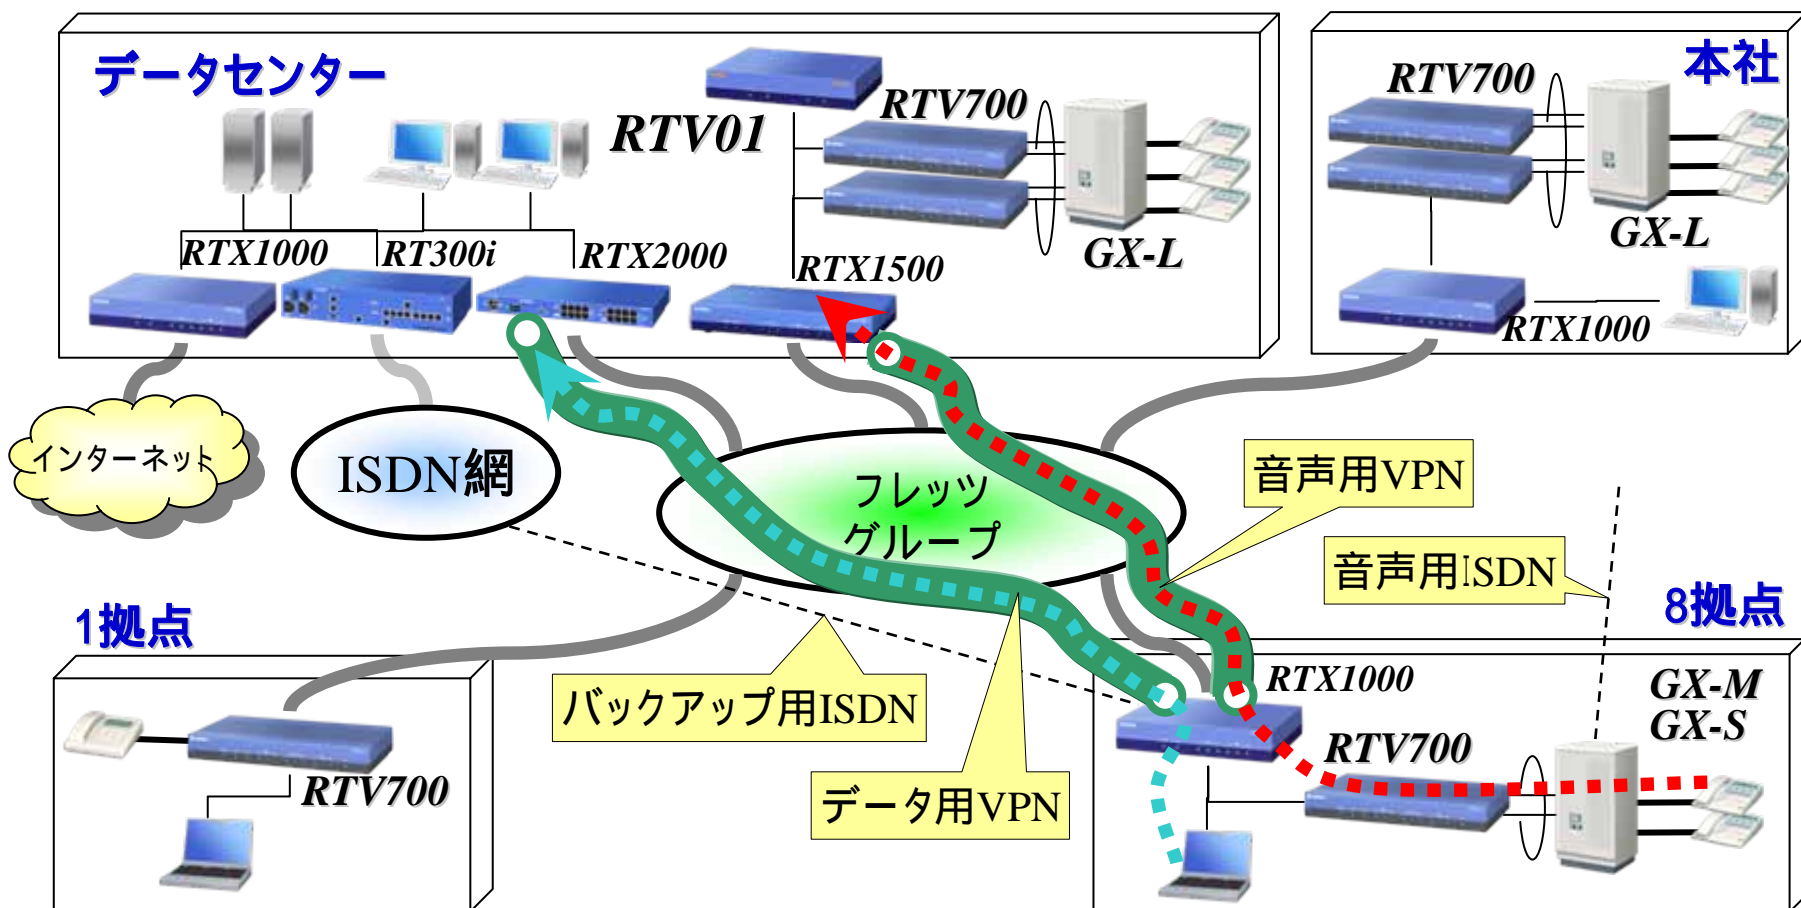 データセンター
本社
RTV01
RTV700
GX-L
RTX1000
RT300i
RTX2000
RTX1500
RTV700
GX-L
RTX1000
インターネット
ISDN網
フレッツ
グループ
音声用VPN
音声用ISDN
1拠点
8拠点
バックアップ用ISDN
データ用VPN
RTV700
RTX1000
RTV700
GX-M
GX-S